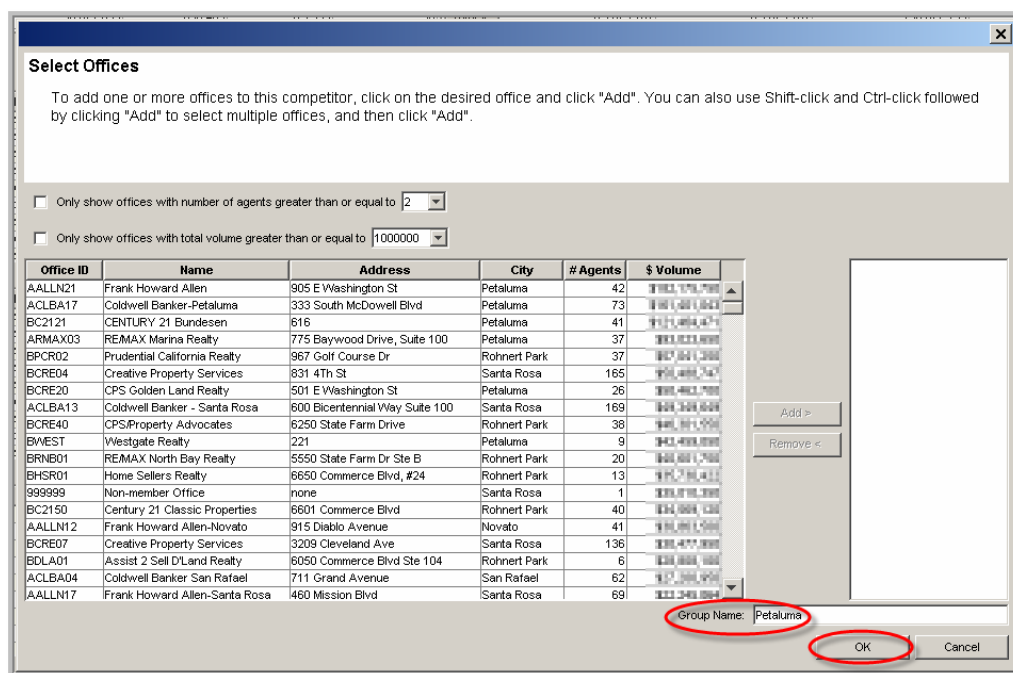 Select Offices
To add one or more offices to this competitor, click on the desired office and click "Add". You can also use Shift-click and Ctrl-click followed
by clicking "Add" to select multiple offices, and then click "Add".
Only show offices with number of agents greater than or equal to 2
Only show offices with total volume greater than or equal to 1000000
Office ID Name Address City # Agents $ Volume
AALLN21 Frank Howard Allen 905 E Washington St Petaluma 42
ACLBA17 Coldwell Banker-Petaluma 333 South McDowell Blvd Petaluma 73
BC2121 CENTURY 21 Bundesen 616 Petaluma 41
ARMAX03 RE/MAX Marina Realty 775 Baywood Drive, Suite 100 Petaluma 37
BPCR02 Prudential California Realty 967 Golf Course Dr Rohnert Park 37
BCRE04 Creative Property Services 831 4Th St Santa Rosa 165
BCRE20 CPS Golden Land Realty 501 E Washington St Petaluma 26
ACLBA13 Coldwell Banker - Santa Rosa 600 Bicentennial Way Suite 100 Santa Rosa 169
BCRE40 CPS/Property Advocates 6250 State Farm Drive Rohnert Park 38
BWEST Westgate Realty 221 Petaluma 9
BRNB01 RE/MAX North Bay Realty 5550 State Farm Dr Ste B Rohnert Park 20
BHSR01 Home Sellers Realty 6650 Commerce Blvd, #24 Rohnert Park 13
999999 Non-member Office none Santa Rosa 1
BC2150 Century 21 Classic Properties 6601 Commerce Blvd Rohnert Park 40
AALLN12 Frank Howard Allen-Novato 915 Diablo Avenue Novato 41
BCRE07 Creative Property Services 3209 Cleveland Ave Santa Rosa 136
BDLA01 Assist 2 Sell D'Land Realty 6050 Commerce Blvd Ste 104 Rohnert Park 6
ACLBA04 Coldwell Banker San Rafael 711 Grand Avenue San Rafael 62
AALLN17 Frank Howard Allen-Santa Rosa 460 Mission Blvd Santa Rosa 69
Add >
Remove <
Group Name: Petaluma
OK Cancel